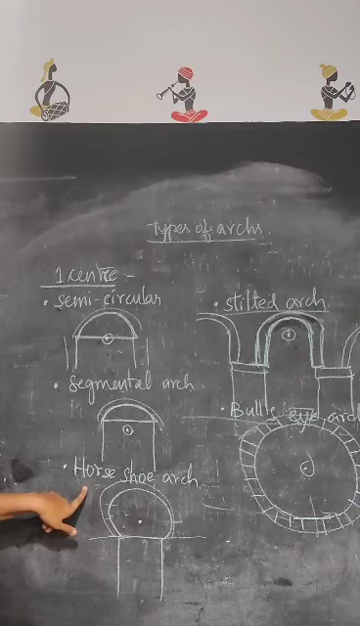 types of archs.
1 centre -
• semi-circular
• segmental arch
• Horse shoe arch.
• stilted arch
• Bull's eye arch